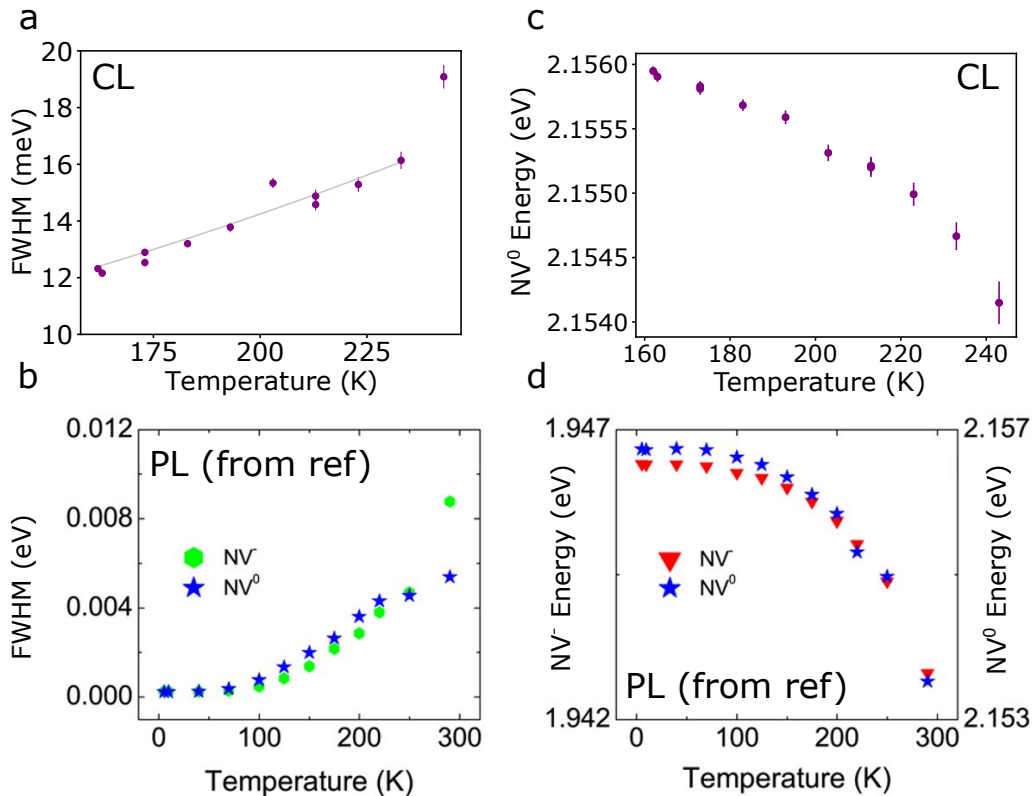 a
CL
FWHM (meV)
20
18
16
14
12
10
175
200
225
Temperature (K)
c
CL
NV⁰ Energy (eV)
2.1560
2.1555
2.1550
2.1545
2.1540
160
180
200
220
240
Temperature (K)
b
PL (from ref)
FWHM (eV)
0.012
0.008
0.004
0.000
NV⁻
NV⁰
0
100
200
300
Temperature (K)
d
PL (from ref)
NV⁻ Energy (eV)
1.947
1.942
NV⁻
NV⁰
2.157
2.153
NV⁰ Energy (eV)
0
100
200
300
Temperature (K)